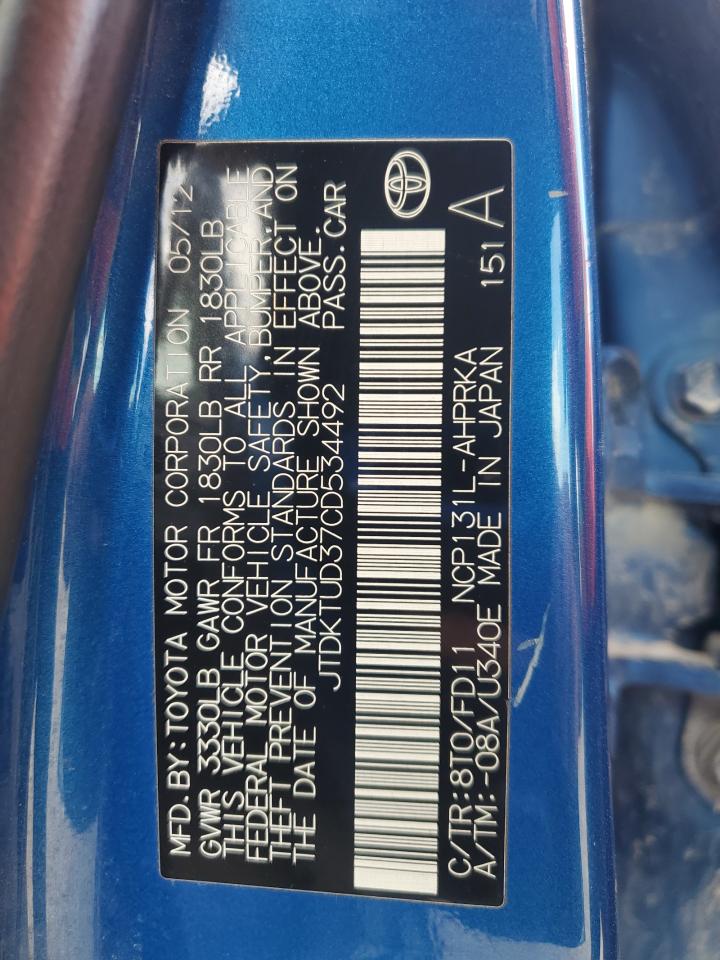 MFD. BY: TOYOTA MOTOR CORPORATION 05/12
GVWR 3330LB GAWR FR 1830LB RR 1830LB
THIS VEHICLE CONFORMS TO ALL APPLICABLE
FEDERAL MOTOR VEHICLE SAFETY, BUMPER, AND
THEFT PREVENTION STANDARDS IN EFFECT ON
THE DATE OF MANUFACTURE SHOWN ABOVE.
JTDKTUD37CD534492 PASS. CAR
C/TR: 8T0/FD11 NCP131L-AHPRKA
A/TM: -08A/U340E MADE IN JAPAN 151 A